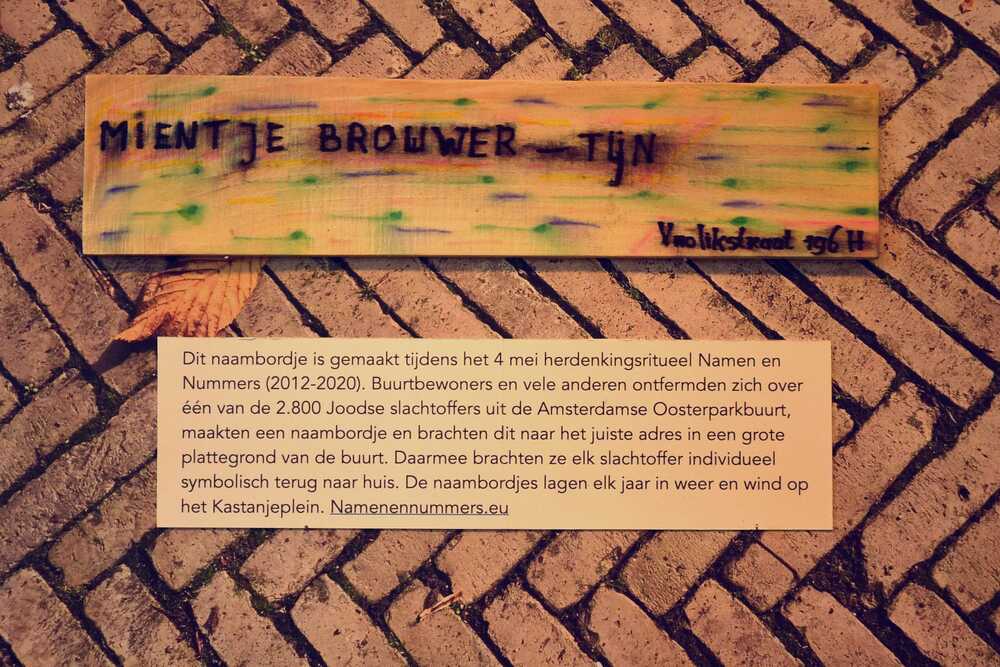 MIENTJE BROUWER - TIJN
Vrolikstraat 196 H
Dit naambordje is gemaakt tijdens het 4 mei herdenkingsritueel Namen en
Nummers (2012-2020). Buurtbewoners en vele anderen ontfermden zich over
één van de 2.800 Joodse slachtoffers uit de Amsterdamse Oosterparkbuurt,
maakten een naambordje en brachten dit naar het juiste adres in een grote
plattegrond van de buurt. Daarmee brachten ze elk slachtoffer individueel
symbolisch terug naar huis. De naambordjes lagen elk jaar in weer en wind op
het Kastanjeplein. Namenennummers.eu